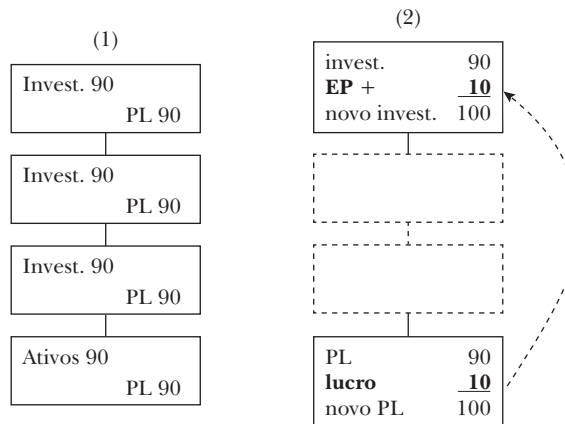 (1)
Invest. 90
PL 90
Invest. 90
PL 90
Invest. 90
PL 90
Ativos 90
PL 90
(2)
invest. 90
EP + 10
novo invest. 100
PL 90
lucro 10
novo PL 100